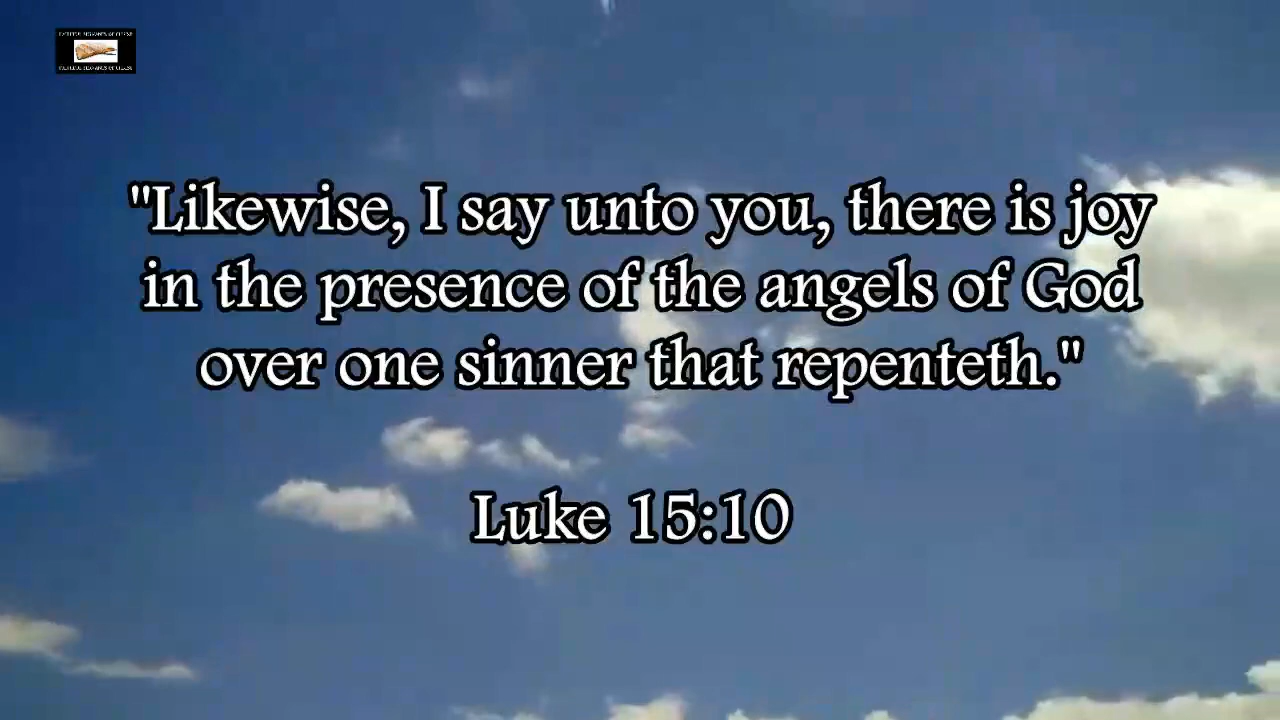 "Likewise, I say unto you, there is joy
in the presence of the angels of God
over one sinner that repenteth."
Luke 15:10